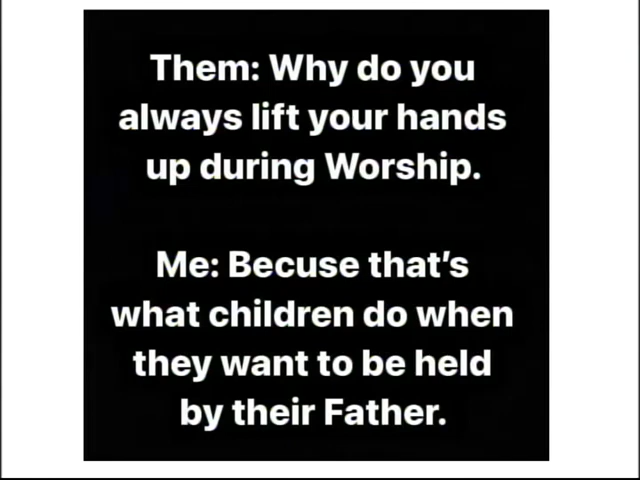 Them: Why do you
always lift your hands
up during Worship.
Me: Becuse that's
what children do when
they want to be held
by their Father.